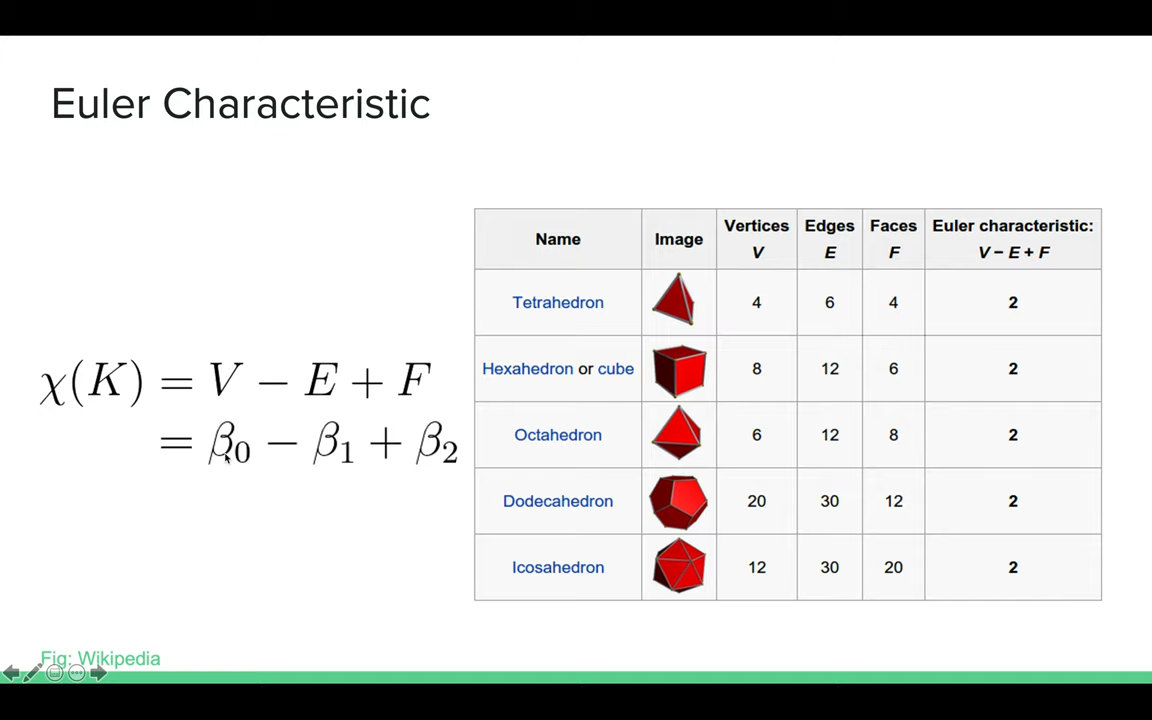 Euler Characteristic
χ(K) = V − E + F
= β₀ − β₁ + β₂
Name Image Vertices V Edges E Faces F Euler characteristic: V − E + F
Tetrahedron 4 6 4 2
Hexahedron or cube 8 12 6 2
Octahedron 6 12 8 2
Dodecahedron 20 30 12 2
Icosahedron 12 30 20 2
Fig: Wikipedia